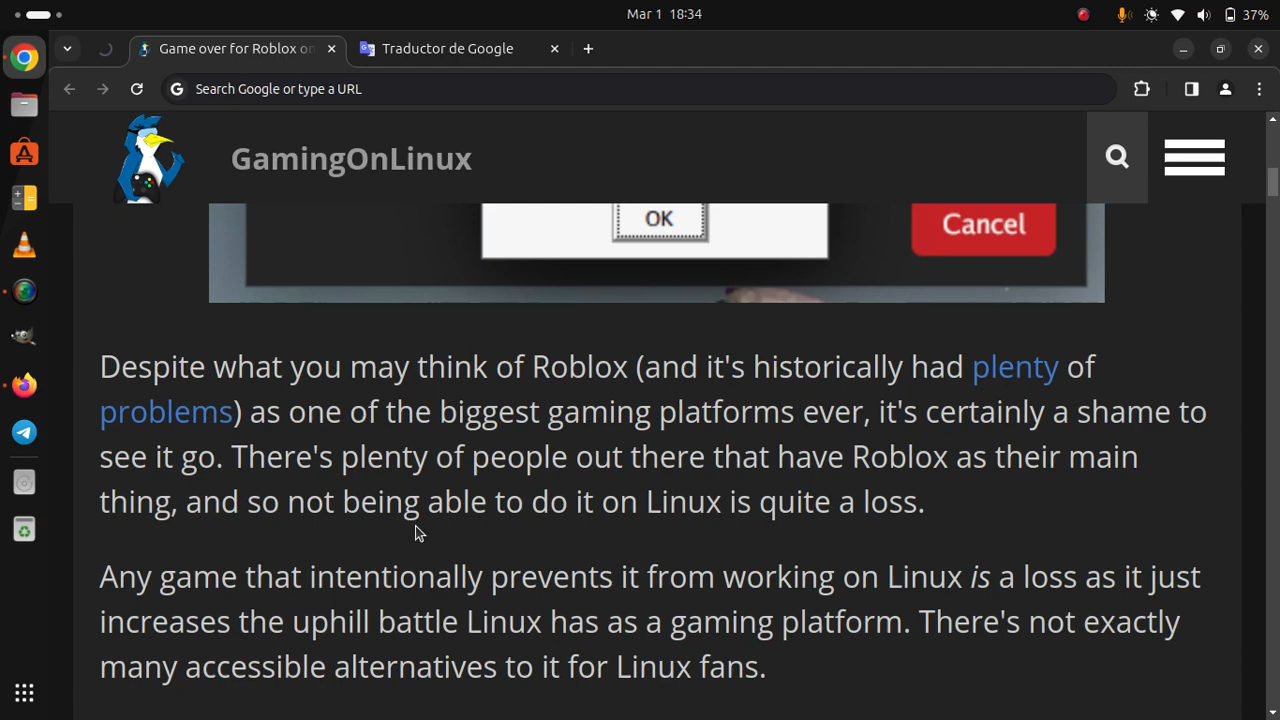 Mar 1 18:34
37%
Game over for Roblox on
Traductor de Google
Search Google or type a URL
GamingOnLinux
OK
Cancel
Despite what you may think of Roblox (and it's historically had plenty of
problems) as one of the biggest gaming platforms ever, it's certainly a shame to
see it go. There's plenty of people out there that have Roblox as their main
thing, and so not being able to do it on Linux is quite a loss.
Any game that intentionally prevents it from working on Linux is a loss as it just
increases the uphill battle Linux has as a gaming platform. There's not exactly
many accessible alternatives to it for Linux fans.